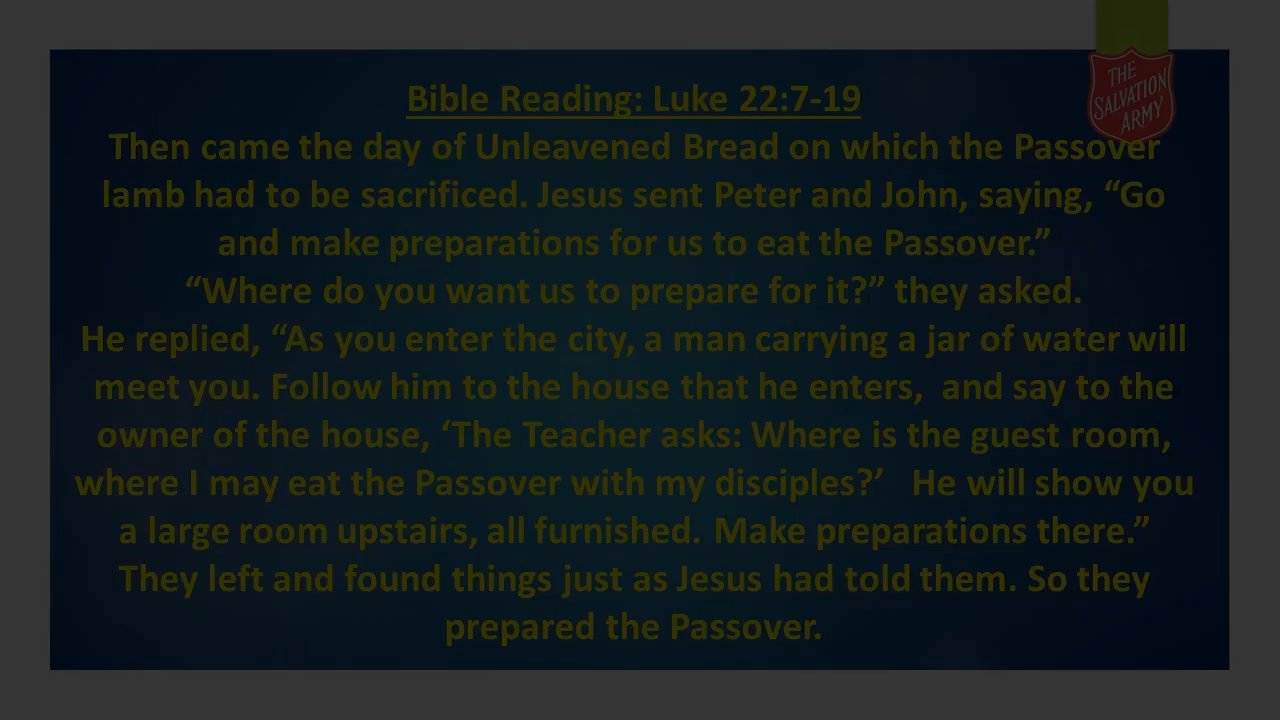 THE
SALVATION
ARMY
Bible Reading: Luke 22:7-19
Then came the day of Unleavened Bread on which the Passover
lamb had to be sacrificed. Jesus sent Peter and John, saying, “Go
and make preparations for us to eat the Passover.”
“Where do you want us to prepare for it?” they asked.
He replied, “As you enter the city, a man carrying a jar of water will
meet you. Follow him to the house that he enters,  and say to the
owner of the house, ‘The Teacher asks: Where is the guest room,
where I may eat the Passover with my disciples?’   He will show you
a large room upstairs, all furnished. Make preparations there.”
They left and found things just as Jesus had told them. So they
prepared the Passover.